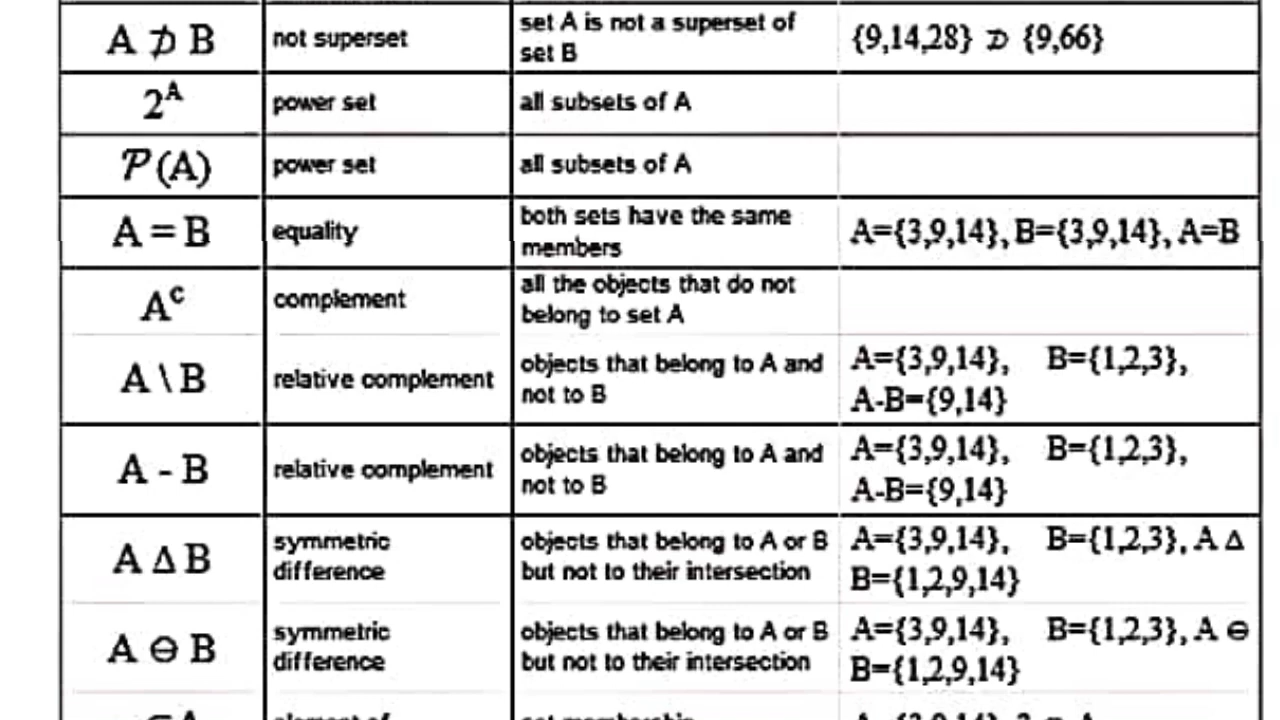 A ⊅ B not superset set A is not a superset of set B {9,14,28} ⊅ {9,66}
2ᴬ power set all subsets of A
𝒫(A) power set all subsets of A
A = B equality both sets have the same members A={3,9,14}, B={3,9,14}, A=B
Aᶜ complement all the objects that do not belong to set A
A \ B relative complement objects that belong to A and not to B A={3,9,14}, B={1,2,3}, A-B={9,14}
A - B relative complement objects that belong to A and not to B A={3,9,14}, B={1,2,3}, A-B={9,14}
A ∆ B symmetric difference objects that belong to A or B but not to their intersection A={3,9,14}, B={1,2,3}, A ∆ B={1,2,9,14}
A ⊖ B symmetric difference objects that belong to A or B but not to their intersection A={3,9,14}, B={1,2,3}, A ⊖ B={1,2,9,14}